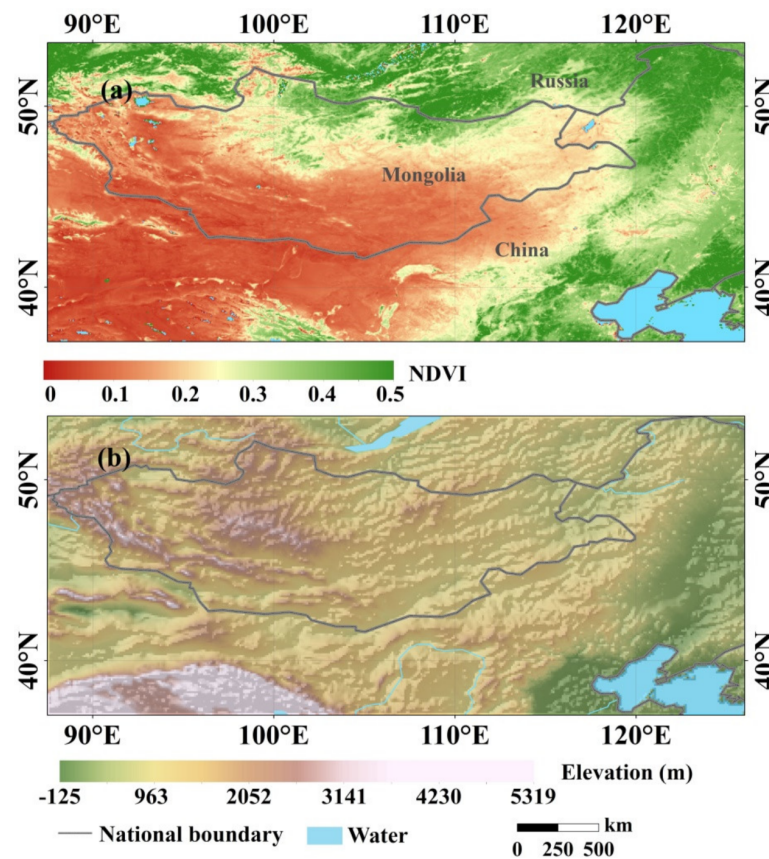 90°E 100°E 110°E 120°E
(a)
Russia
50°N 50°N
Mongolia
China
40°N 40°N
NDVI
0 0.1 0.2 0.3 0.4 0.5
(b)
50°N 50°N
40°N 40°N
90°E 100°E 110°E 120°E
Elevation (m)
-125 963 2052 3141 4230 5319
National boundary Water km
0 250 500